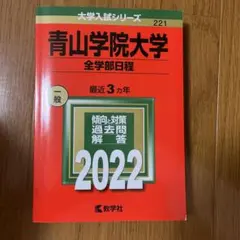 大学入試シリーズ
221
青山学院大学
全学部日程
一般
最近3カ年
傾向と対策
過去問
解答
2022
教学社